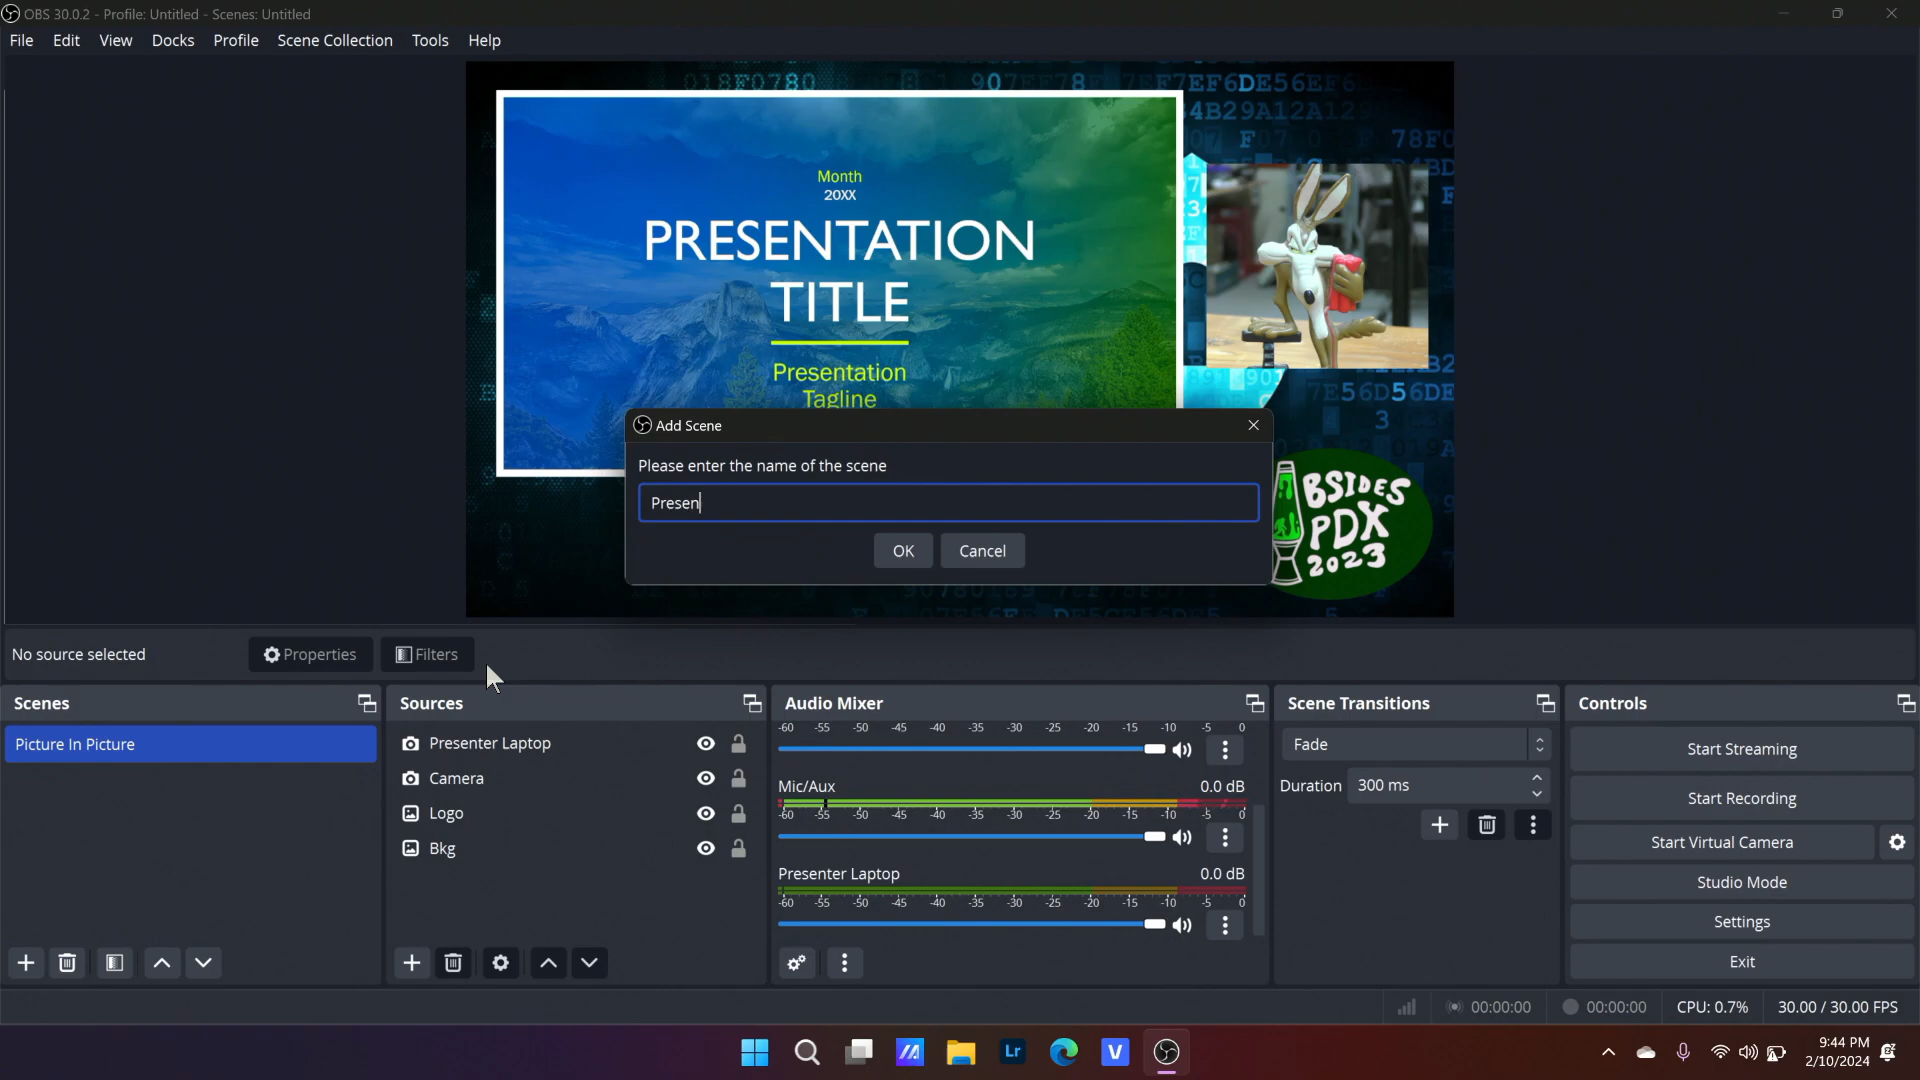 OBS 30.0.2 - Profile: Untitled - Scenes: Untitled
File Edit View Docks Profile Scene Collection Tools Help
Month
20XX
PRESENTATION
TITLE
Presentation
Tagline
BSIDES
PDX
2023
Add Scene
Please enter the name of the scene
Presen
OK Cancel
No source selected Properties Filters
Scenes
Picture In Picture
Sources
Presenter Laptop
Camera
Logo
Bkg
Audio Mixer
-60 -55 -50 -45 -40 -35 -30 -25 -20 -15 -10 -5 0
Mic/Aux 0.0 dB
-60 -55 -50 -45 -40 -35 -30 -25 -20 -15 -10 -5 0
Presenter Laptop 0.0 dB
-60 -55 -50 -45 -40 -35 -30 -25 -20 -15 -10 -5 0
Scene Transitions
Fade
Duration 300 ms
Controls
Start Streaming
Start Recording
Start Virtual Camera
Studio Mode
Settings
Exit
00:00:00 00:00:00 CPU: 0.7% 30.00 / 30.00 FPS
Lr
V
9:44 PM
2/10/2024